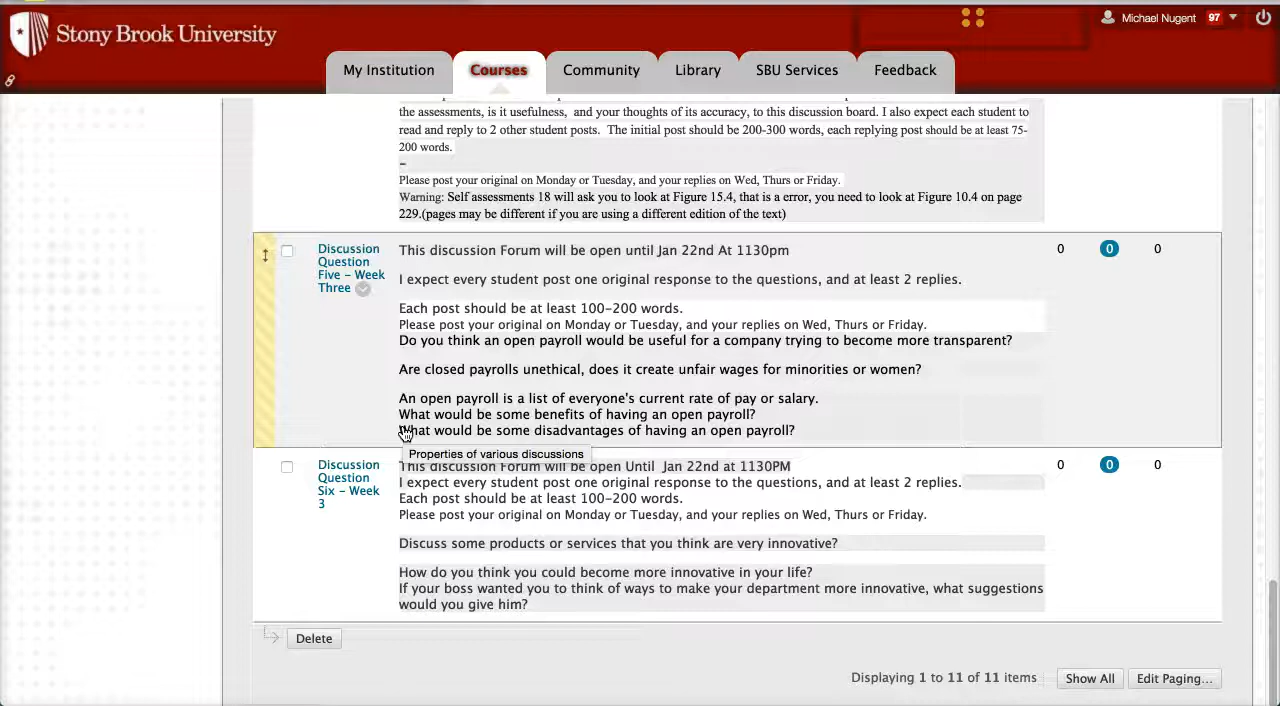 Stony Brook University
Michael Nugent 97
My Institution Courses Community Library SBU Services Feedback
the assessments, is it usefulness, and your thoughts of its accuracy, to this discussion board. I also expect each student to
read and reply to 2 other student posts. The initial post should be 200-300 words, each replying post should be at least 75-
200 words.
–
Please post your original on Monday or Tuesday, and your replies on Wed, Thurs or Friday.
Warning: Self assessments 18 will ask you to look at Figure 15.4, that is a error, you need to look at Figure 10.4 on page
229.(pages may be different if you are using a different edition of the text)
Discussion
Question
Five – Week
Three
This discussion Forum will be open until Jan 22nd At 1130pm
0 0 0
I expect every student post one original response to the questions, and at least 2 replies.
Each post should be at least 100–200 words.
Please post your original on Monday or Tuesday, and your replies on Wed, Thurs or Friday.
Do you think an open payroll would be useful for a company trying to become more transparent?
Are closed payrolls unethical, does it create unfair wages for minorities or women?
An open payroll is a list of everyone's current rate of pay or salary.
What would be some benefits of having an open payroll?
What would be some disadvantages of having an open payroll?
Properties of various discussions
Discussion
Question
Six – Week
3
This discussion Forum will be open Until Jan 22nd at 1130PM
0 0 0
I expect every student post one original response to the questions, and at least 2 replies.
Each post should be at least 100–200 words.
Please post your original on Monday or Tuesday, and your replies on Wed, Thurs or Friday.
Discuss some products or services that you think are very innovative?
How do you think you could become more innovative in your life?
If your boss wanted you to think of ways to make your department more innovative, what suggestions
would you give him?
Delete
Displaying 1 to 11 of 11 items Show All Edit Paging...